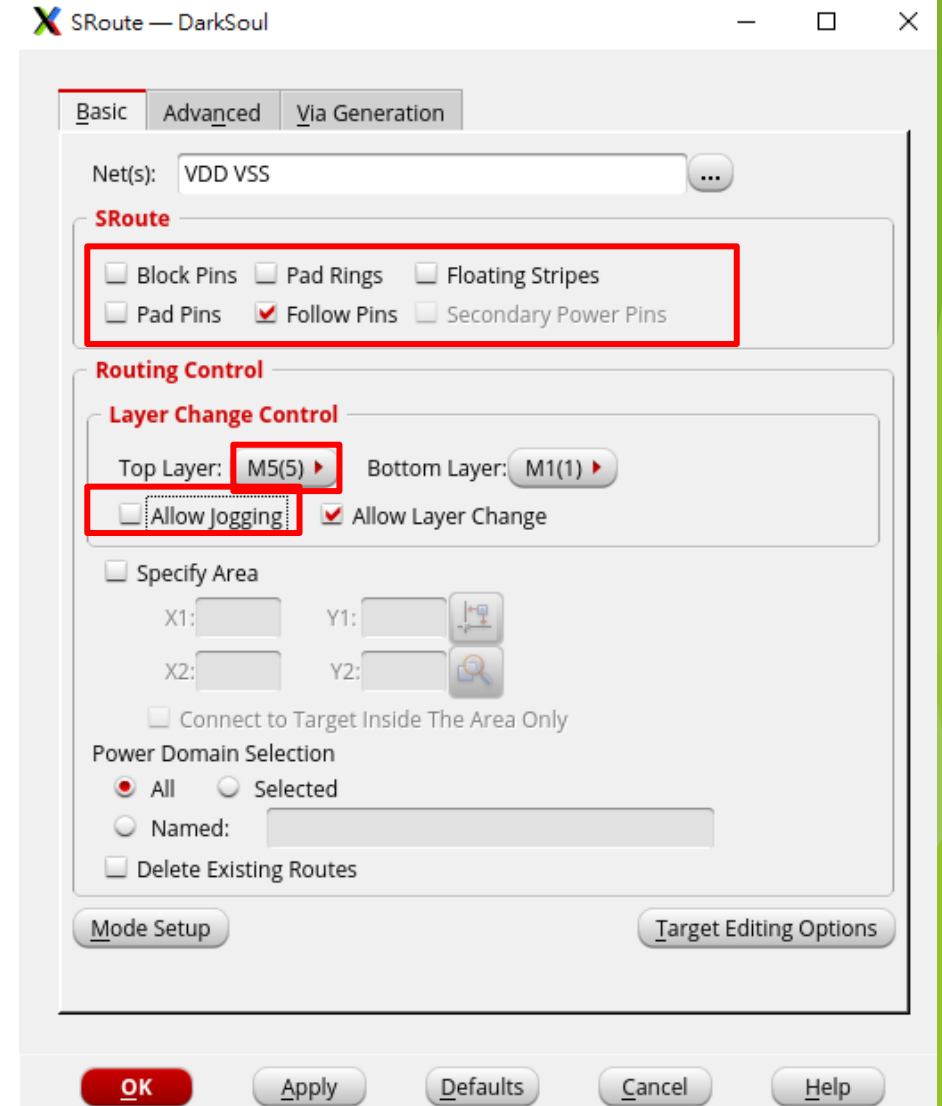 SRoute — DarkSoul
Basic Advanced Via Generation
Net(s): VDD VSS ...
SRoute
Block Pins Pad Rings Floating Stripes
Pad Pins Follow Pins Secondary Power Pins
Routing Control
Layer Change Control
Top Layer: M5(5) Bottom Layer: M1(1)
Allow Jogging Allow Layer Change
Specify Area
X1: Y1:
X2: Y2:
Connect to Target Inside The Area Only
Power Domain Selection
All Selected
Named:
Delete Existing Routes
Mode Setup Target Editing Options
OK Apply Defaults Cancel Help